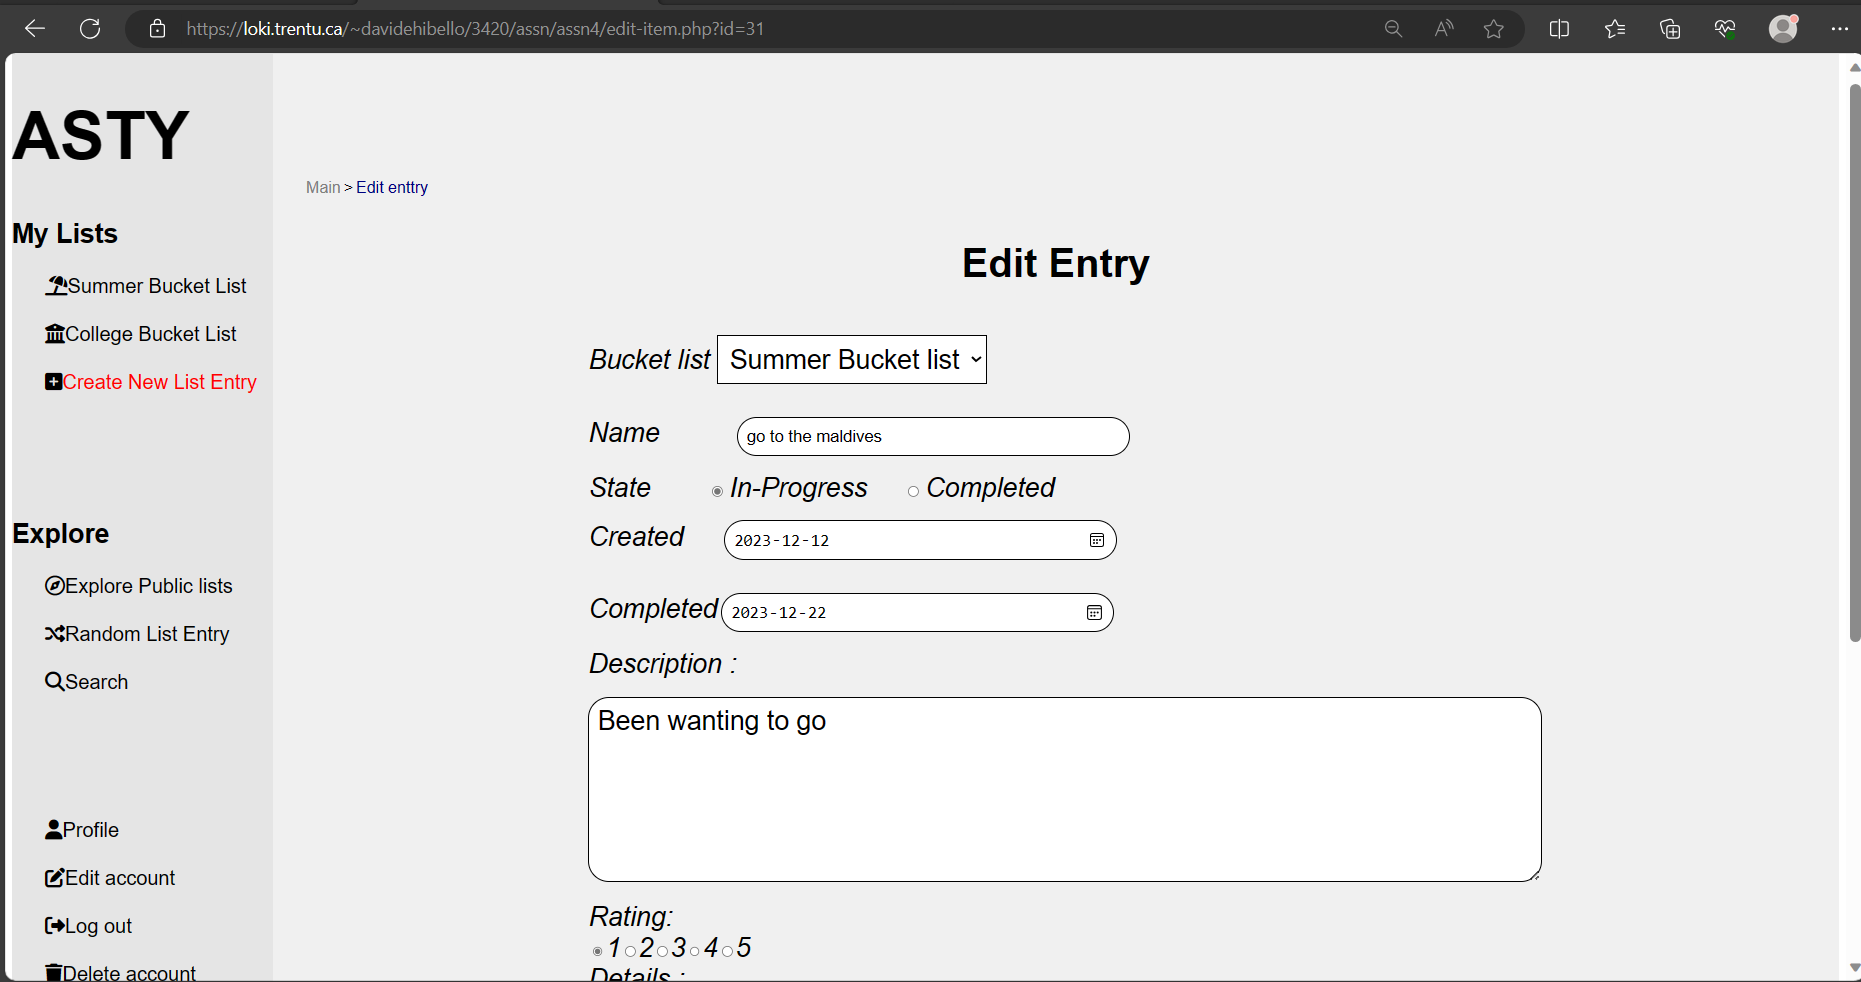 https://loki.trentu.ca/~davidehibello/3420/assn/assn4/edit-item.php?id=31
ASTY
My Lists
Summer Bucket List
College Bucket List
Create New List Entry
Explore
Explore Public lists
Random List Entry
Search
Profile
Edit account
Log out
Delete account
Main > Edit enttry
Edit Entry
Bucket list Summer Bucket list
Name go to the maldives
State In-Progress Completed
Created 2023-12-12
Completed 2023-12-22
Description :
Been wanting to go
Rating:
1 2 3 4 5
Details :